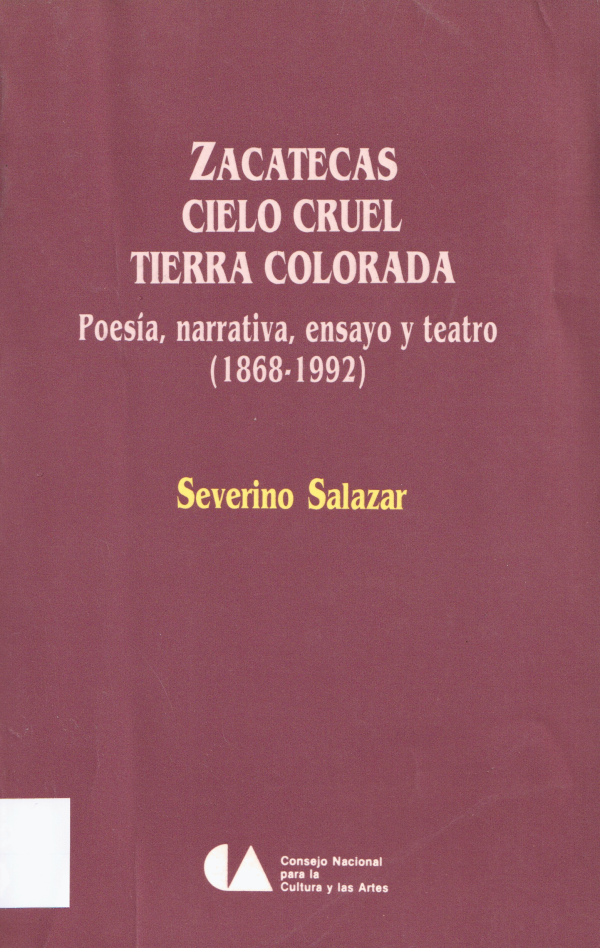 ZACATECAS
CIELO CRUEL
TIERRA COLORADA
Poesía, narrativa, ensayo y teatro
(1868-1992)
Severino Salazar
Consejo Nacional
para la
Cultura y las Artes